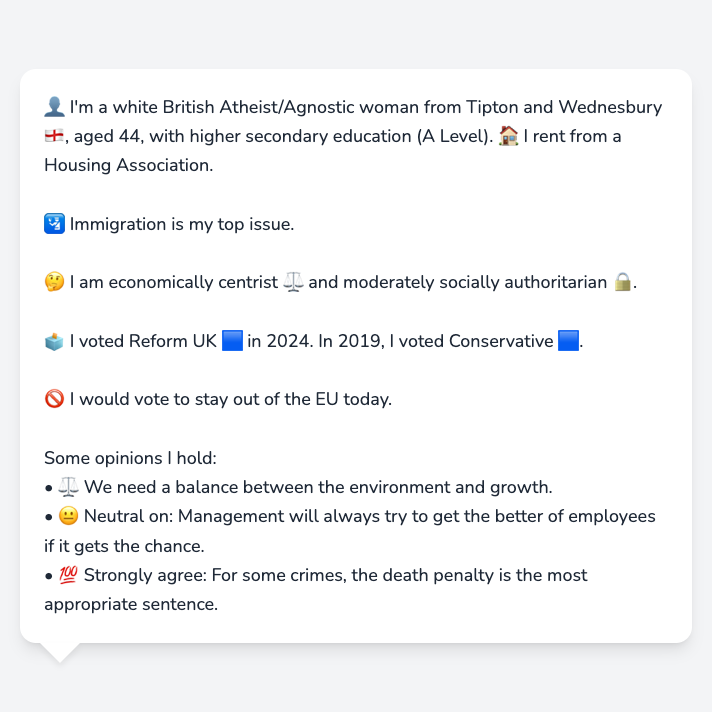 👤 I'm a white British Atheist/Agnostic woman from Tipton and Wednesbury
🏴󠁧󠁢󠁥󠁮󠁧󠁿, aged 44, with higher secondary education (A Level). 🏠 I rent from a
Housing Association.
🛂 Immigration is my top issue.
🤔 I am economically centrist ⚖️ and moderately socially authoritarian 🔒.
🗳️ I voted Reform UK 🟦 in 2024. In 2019, I voted Conservative 🟦.
🚫 I would vote to stay out of the EU today.
Some opinions I hold:
• ⚖️ We need a balance between the environment and growth.
• 😐 Neutral on: Management will always try to get the better of employees
if it gets the chance.
• 💯 Strongly agree: For some crimes, the death penalty is the most
appropriate sentence.